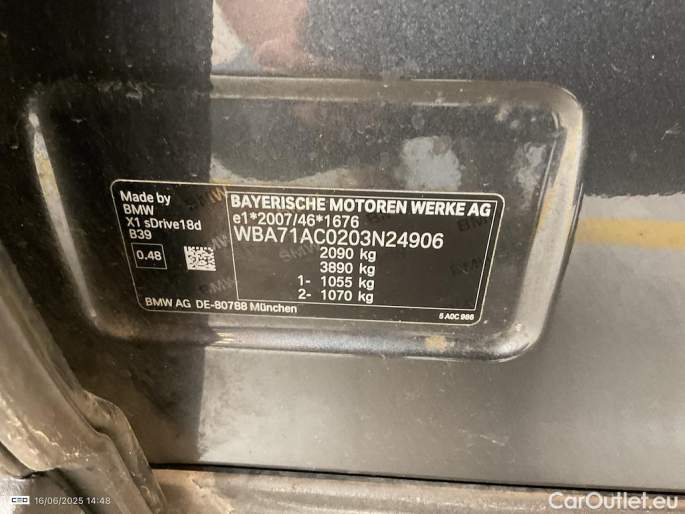 Made by
BMW
X1 sDrive18d
B39
0.48
BMW AG DE-80788 München
BAYERISCHE MOTOREN WERKE AG
e1*2007/46*1676
WBA71AC0203N24906
2090 kg
3890 kg
1- 1055 kg
2- 1070 kg
5 A0C 986
16/06/2025 14:48
CarOutlet.eu